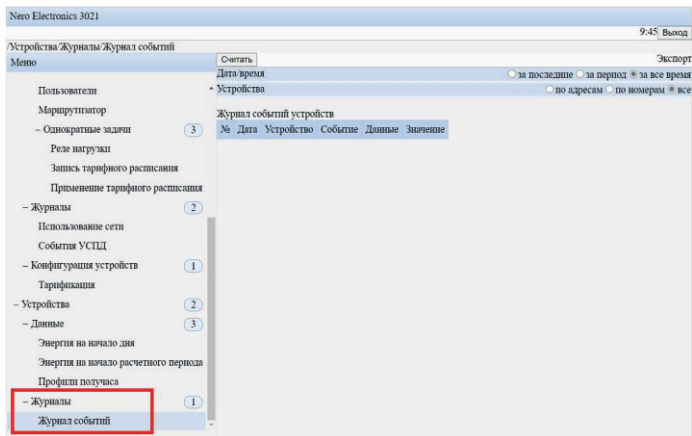 Nero Electronics 3021
9:45 Выход
/Устройства/Журналы/Журнал событий
Меню
Пользователи
Маршрутизатор
– Однократные задачи 3
Реле нагрузки
Запись тарифного расписания
Применение тарифного расписания
– Журналы 2
Использование сети
События УСПД
– Конфигурация устройств 1
Тарификация
– Устройства 2
– Данные 3
Энергия на начало дня
Энергия на начало расчетного периода
Профили получаса
– Журналы 1
Журнал событий
Считать Экспорт
Дата/время за последние за период за все время
Устройства по адресам по номерам все
Журнал событий устройств
№ Дата Устройство Событие Данные Значение